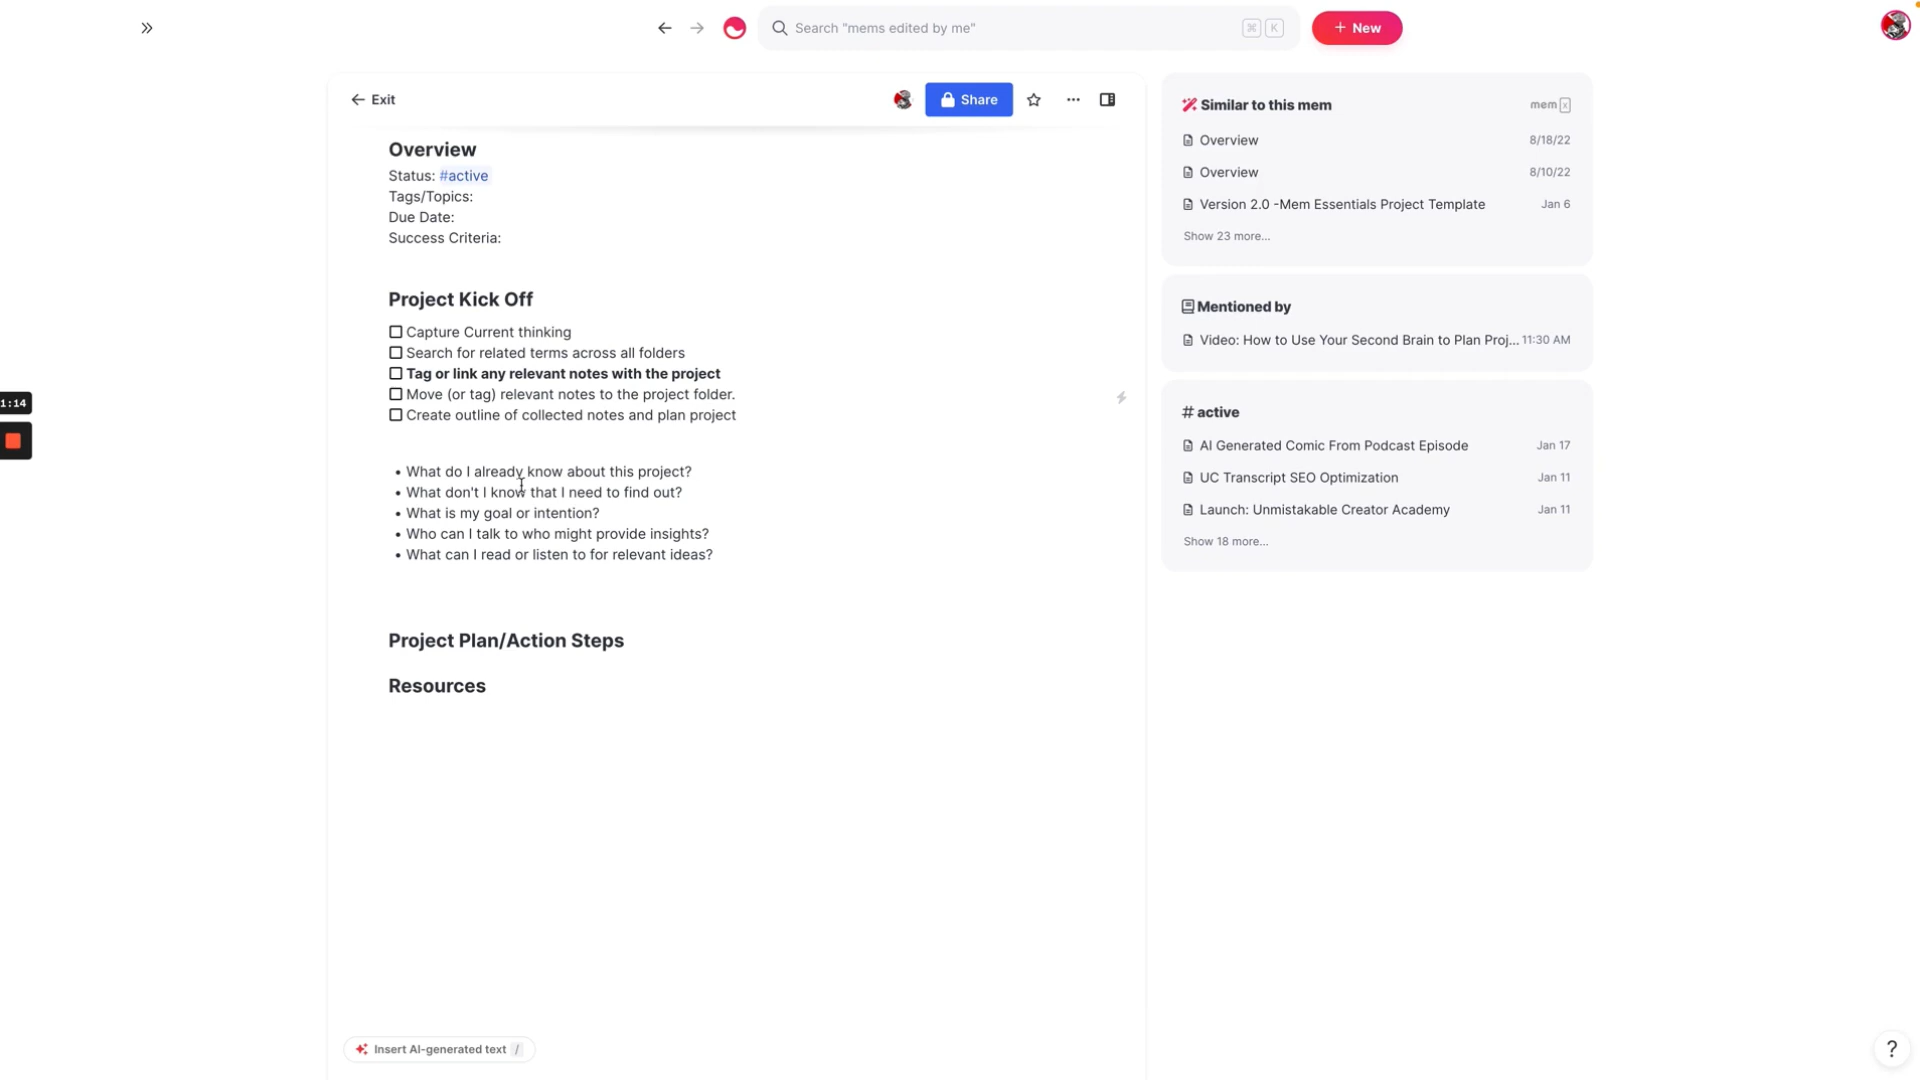 Search "mems edited by me"
⌘ K
+ New
Exit
Share
Overview
Status: #active
Tags/Topics:
Due Date:
Success Criteria:
Project Kick Off
Capture Current thinking
Search for related terms across all folders
Tag or link any relevant notes with the project
Move (or tag) relevant notes to the project folder.
Create outline of collected notes and plan project
• What do I already know about this project?
• What don't I know that I need to find out?
• What is my goal or intention?
• Who can I talk to who might provide insights?
• What can I read or listen to for relevant ideas?
Project Plan/Action Steps
Resources
Insert AI-generated text /
Similar to this mem
mem x
Overview 8/18/22
Overview 8/10/22
Version 2.0 -Mem Essentials Project Template Jan 6
Show 23 more...
Mentioned by
Video: How to Use Your Second Brain to Plan Proj... 11:30 AM
# active
AI Generated Comic From Podcast Episode Jan 17
UC Transcript SEO Optimization Jan 11
Launch: Unmistakable Creator Academy Jan 11
Show 18 more...
1:14
?